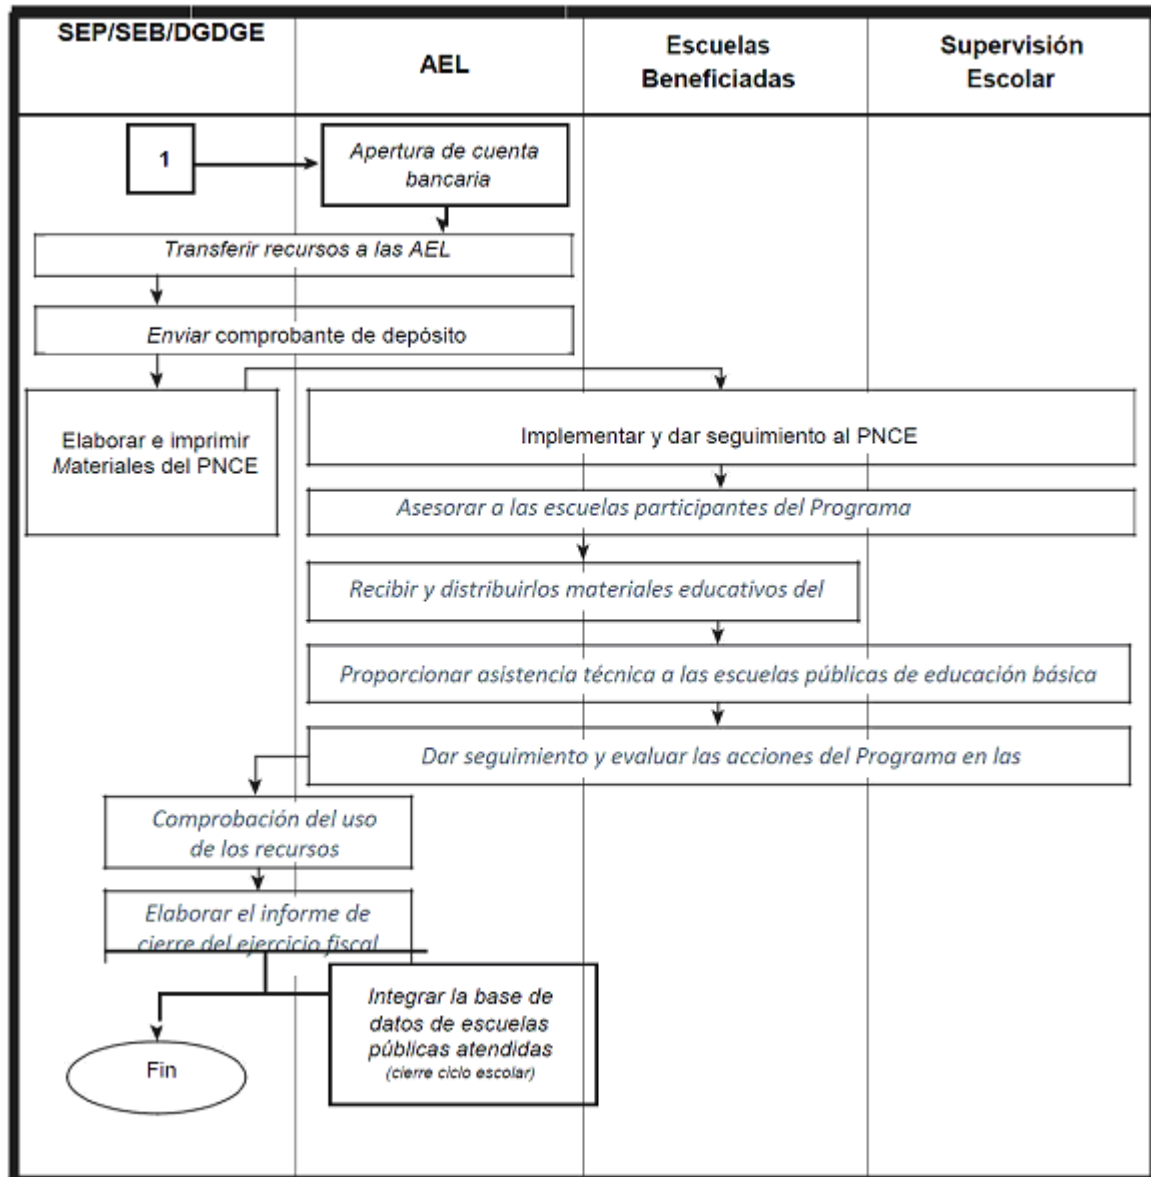 SEP/SEB/DGDGE
AEL
Escuelas
Beneficiadas
Supervisión
Escolar
1
Apertura de cuenta
bancaria
Transferir recursos a las AEL
Enviar comprobante de depósito
Elaborar e imprimir
Materiales del PNCE
Implementar y dar seguimiento al PNCE
Asesorar a las escuelas participantes del Programa
Recibir y distribuirlos materiales educativos del
Proporcionar asistencia técnica a las escuelas públicas de educación básica
Dar seguimiento y evaluar las acciones del Programa en las
Comprobación del uso
de los recursos
Elaborar el informe de
cierre del ejercicio fiscal
Integrar la base de
datos de escuelas
públicas atendidas
(cierre ciclo escolar)
Fin